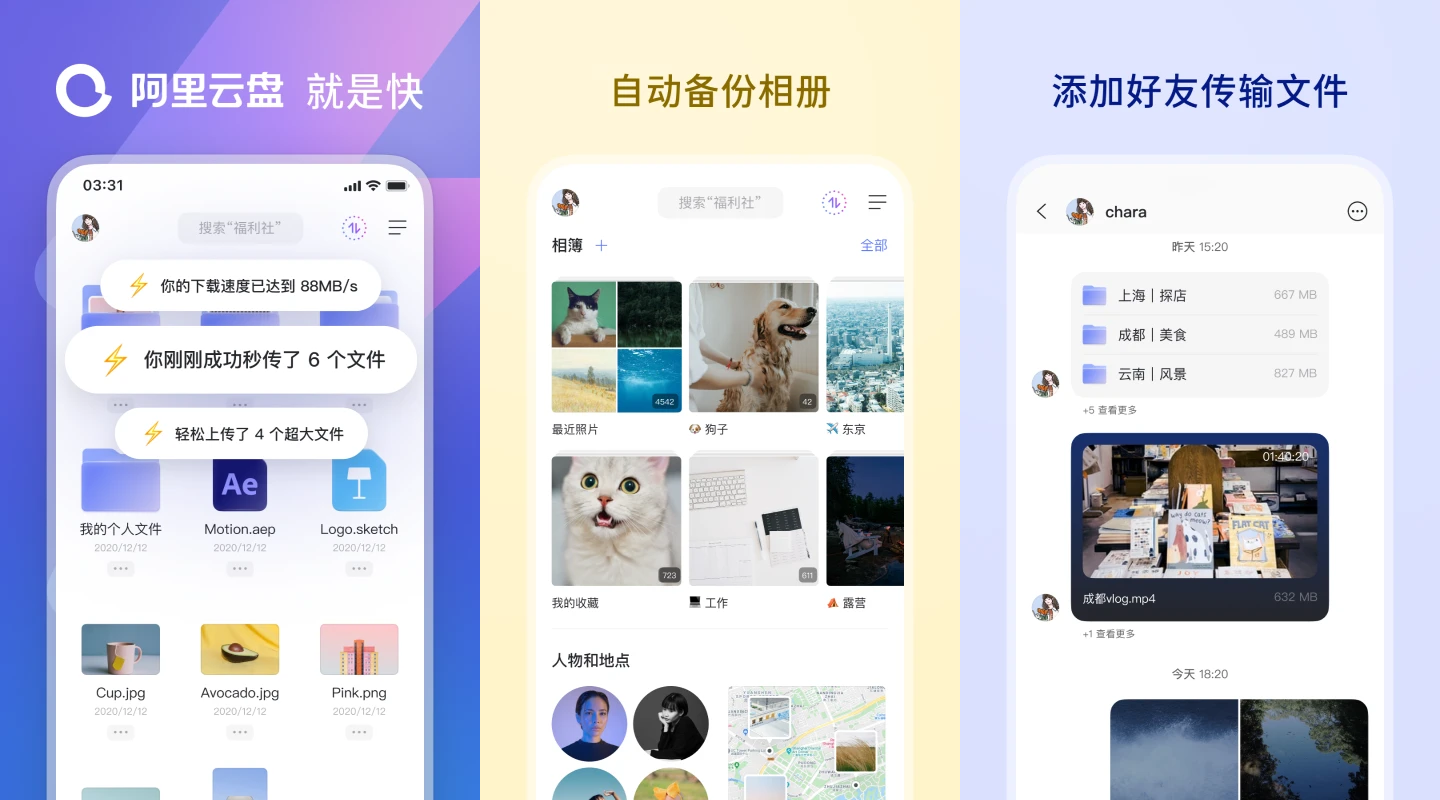 阿里云盘 就是快
03:31
搜索“福利社”
你的下载速度已达到 88MB/s
你刚刚成功秒传了 6 个文件
轻松上传了 4 个超大文件
Ae
我的个人文件
Motion.aep
Logo.sketch
2020/12/12
2020/12/12
2020/12/12
Cup.jpg
Avocado.jpg
Pink.png
2020/12/12
2020/12/12
2020/12/12
自动备份相册
搜索“福利社”
相簿 +
全部
4542
42
最近照片
狗子
东京
723
611
我的收藏
工作
露营
人物和地点
添加好友传输文件
chara
昨天 15:20
上海｜探店 667 MB
成都｜美食 489 MB
云南｜风景 827 MB
+5 查看更多
01:40:20
why do cats meow?
FLAT CAT
JOY
成都vlog.mp4 632 MB
+1 查看更多
今天 18:20